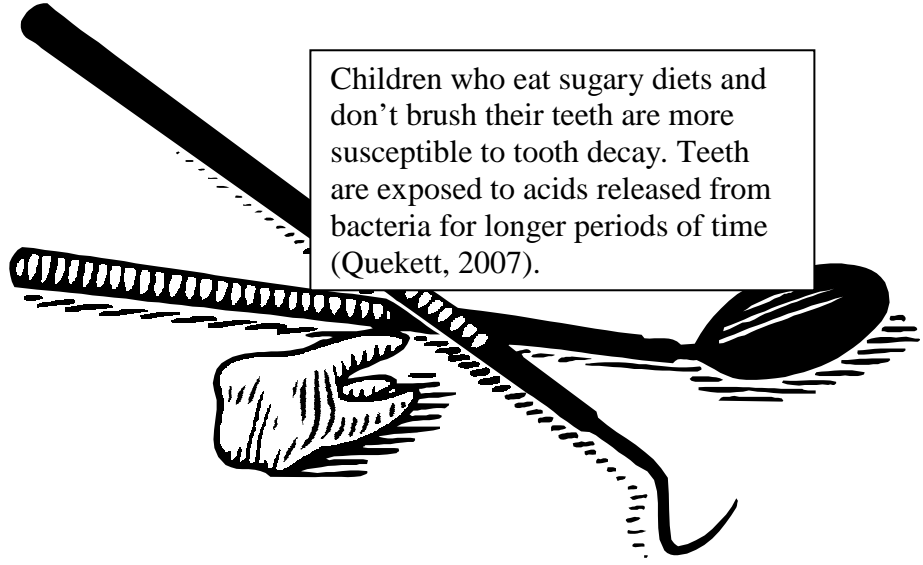 Children who eat sugary diets and
don’t brush their teeth are more
susceptible to tooth decay. Teeth
are exposed to acids released from
bacteria for longer periods of time
(Quekett, 2007).